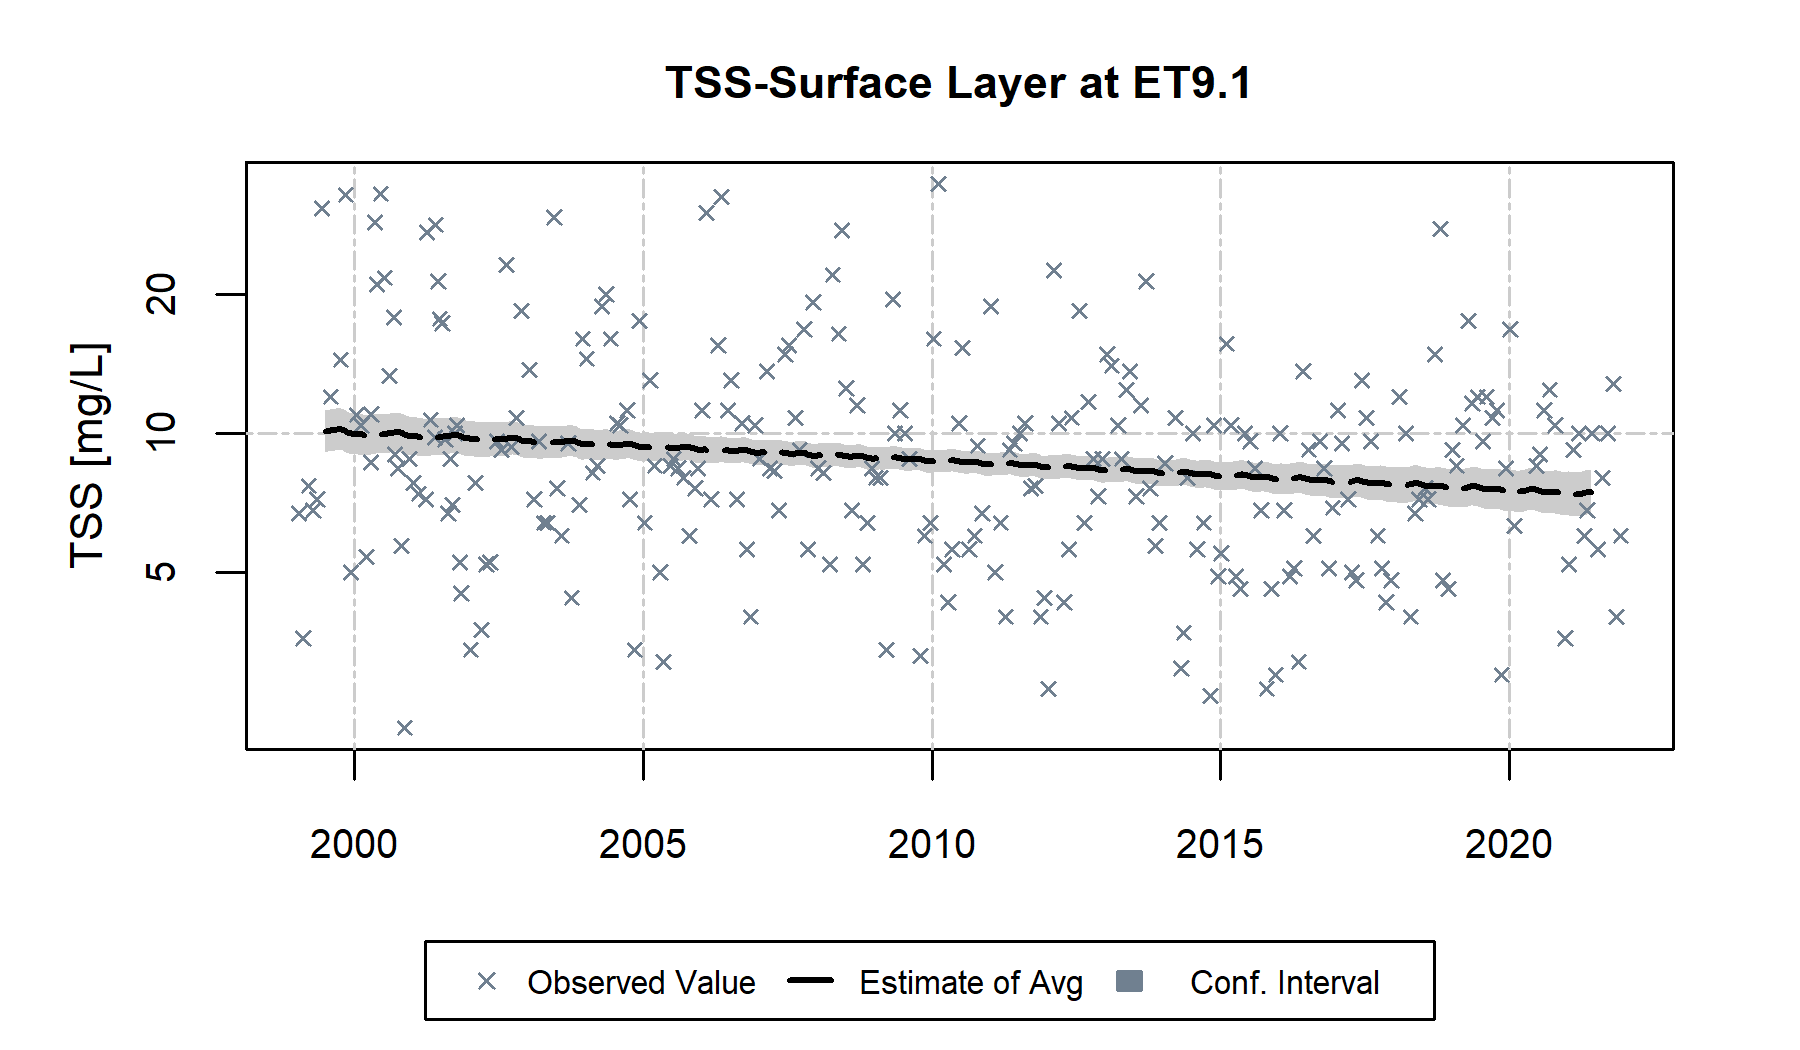 TSS-Surface Layer at ET9.1
TSS [mg/L]
20
10
5
2000 2005 2010 2015 2020
Observed Value Estimate of Avg Conf. Interval